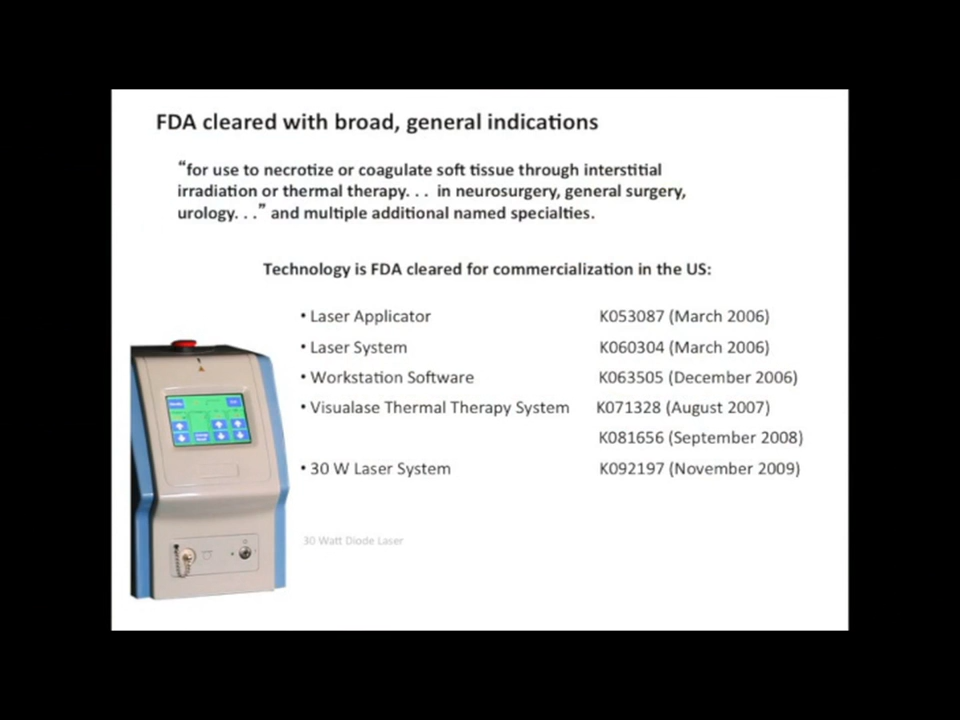 FDA cleared with broad, general indications
“for use to necrotize or coagulate soft tissue through interstitial
irradiation or thermal therapy. . . in neurosurgery, general surgery,
urology. . .” and multiple additional named specialties.
Technology is FDA cleared for commercialization in the US:
• Laser Applicator K053087 (March 2006)
• Laser System K060304 (March 2006)
• Workstation Software K063505 (December 2006)
• Visualase Thermal Therapy System K071328 (August 2007)
K081656 (September 2008)
• 30 W Laser System K092197 (November 2009)
30 Watt Diode Laser